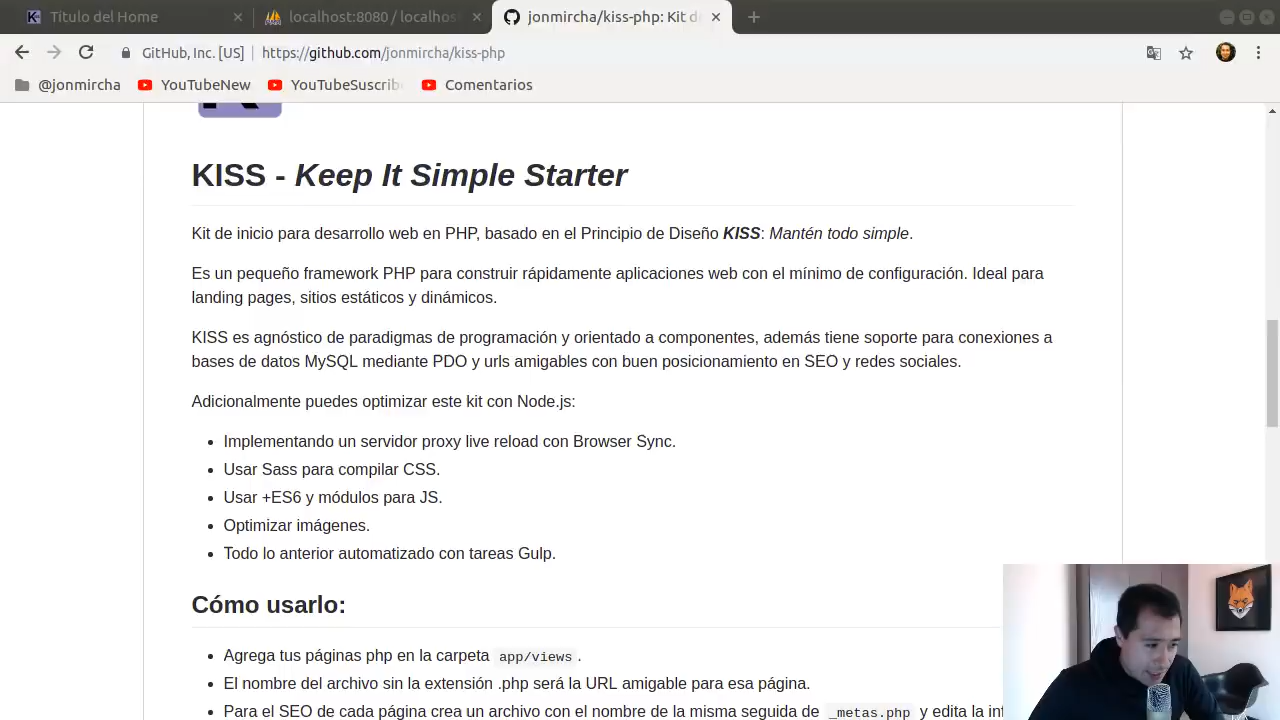 Título del Home
localhost:8080 / localhos
jonmircha/kiss-php: Kit d
GitHub, Inc. [US]
https://github.com/jonmircha/kiss-php
@jonmircha
YouTubeNew
YouTubeSuscrib
Comentarios
KISS - Keep It Simple Starter
Kit de inicio para desarrollo web en PHP, basado en el Principio de Diseño KISS: Mantén todo simple.
Es un pequeño framework PHP para construir rápidamente aplicaciones web con el mínimo de configuración. Ideal para
landing pages, sitios estáticos y dinámicos.
KISS es agnóstico de paradigmas de programación y orientado a componentes, además tiene soporte para conexiones a
bases de datos MySQL mediante PDO y urls amigables con buen posicionamiento en SEO y redes sociales.
Adicionalmente puedes optimizar este kit con Node.js:
• Implementando un servidor proxy live reload con Browser Sync.
• Usar Sass para compilar CSS.
• Usar +ES6 y módulos para JS.
• Optimizar imágenes.
• Todo lo anterior automatizado con tareas Gulp.
Cómo usarlo:
• Agrega tus páginas php en la carpeta app/views .
• El nombre del archivo sin la extensión .php será la URL amigable para esa página.
• Para el SEO de cada página crea un archivo con el nombre de la misma seguida de _metas.php y edita la inf